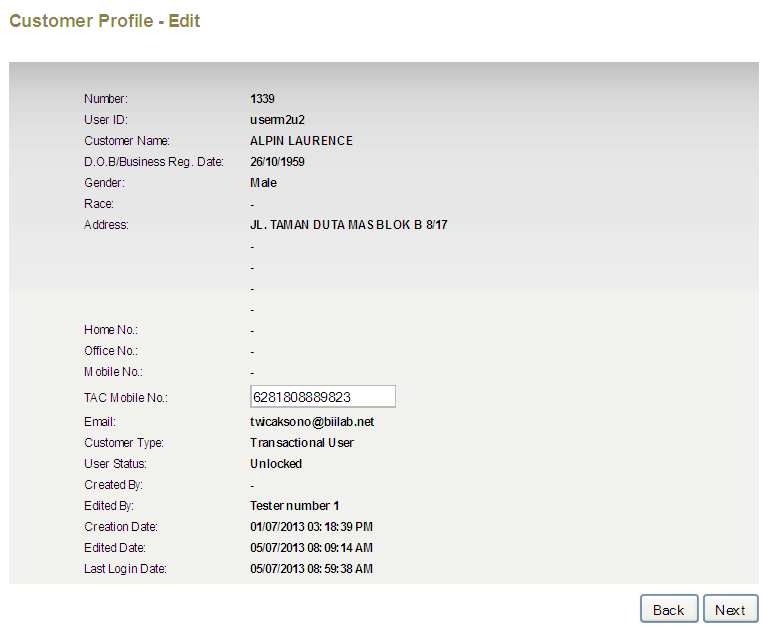 Customer Profile - Edit
Number: 1339
User ID: userm2u2
Customer Name: ALPIN LAURENCE
D.O.B/Business Reg. Date: 26/10/1959
Gender: Male
Race: -
Address: JL. TAMAN DUTA MAS BLOK B 8/17
-
-
-
-
Home No.: -
Office No.: -
Mobile No.: -
TAC Mobile No.: 6281808889823
Email: twicaksono@biilab.net
Customer Type: Transactional User
User Status: Unlocked
Created By: -
Edited By: Tester number 1
Creation Date: 01/07/2013 03:18:39 PM
Edited Date: 05/07/2013 08:09:14 AM
Last Login Date: 05/07/2013 08:59:38 AM
Back Next